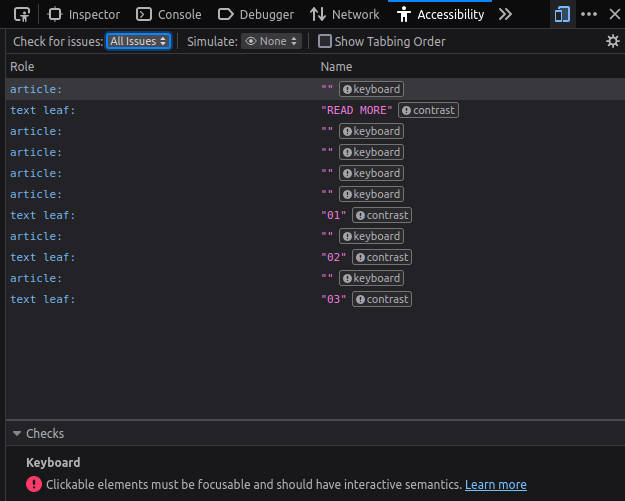 Inspector Console Debugger Network Accessibility
Check for issues: All Issues Simulate: None Show Tabbing Order
Role Name
article: "" keyboard
text leaf: "READ MORE" contrast
article: "" keyboard
article: "" keyboard
article: "" keyboard
article: "" keyboard
text leaf: "01" contrast
article: "" keyboard
text leaf: "02" contrast
article: "" keyboard
text leaf: "03" contrast
Checks
Keyboard
Clickable elements must be focusable and should have interactive semantics. Learn more